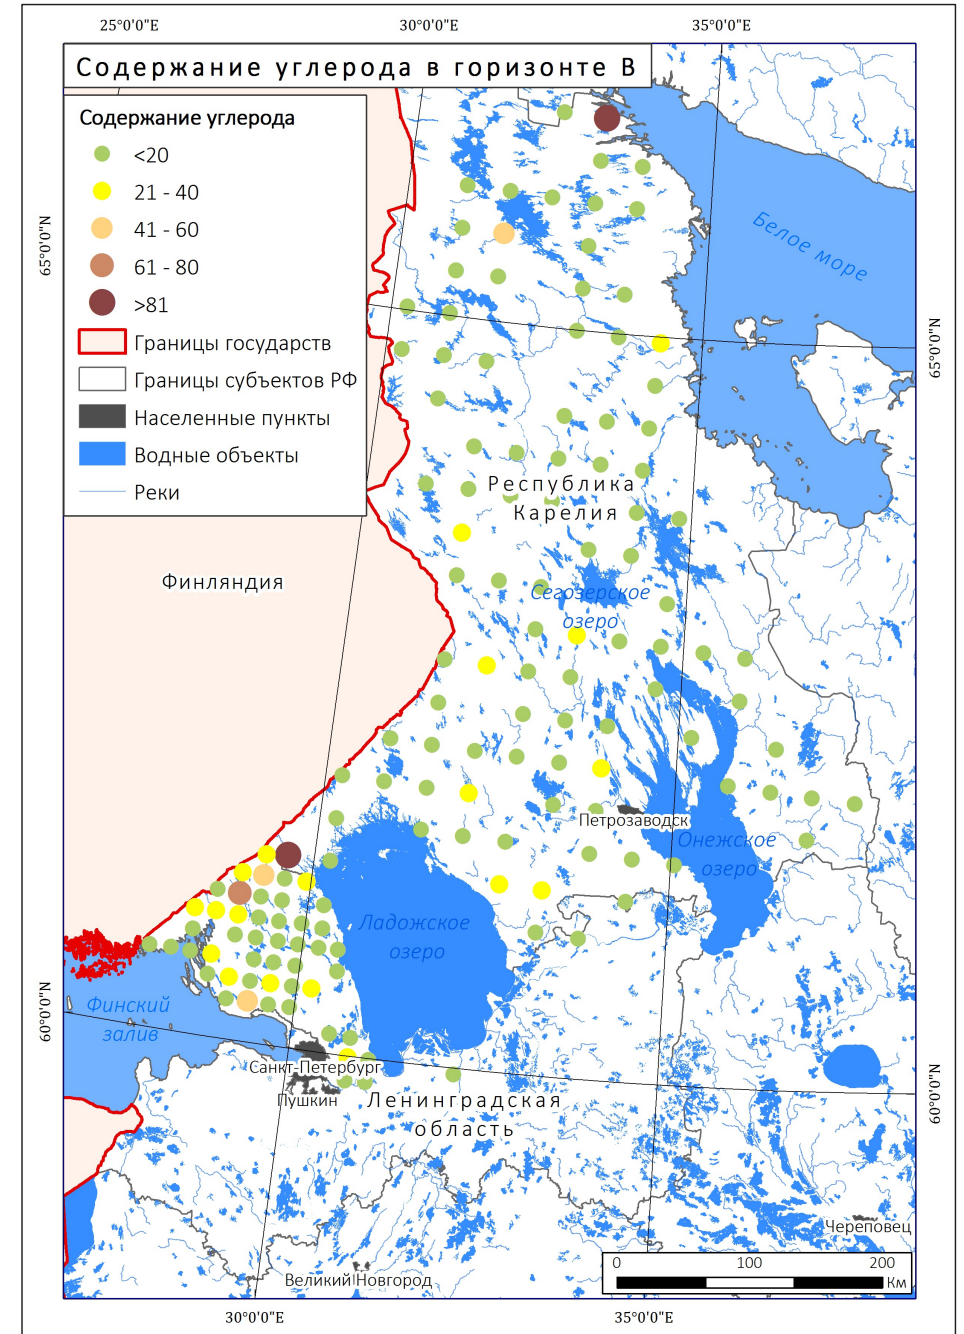 25°0'0"E 30°0'0"E 35°0'0"E
Содержание углерода в горизонте В
Содержание углерода
<20
21 - 40
41 - 60
61 - 80
>81
Границы государств
Границы субъектов РФ
Населенные пункты
Водные объекты
Реки
65°0'0"N
Белое море
65°0'0"N
Республика
Карелия
Финляндия
Сегозерское
озеро
Петрозаводск
Онежское
озеро
Ладожское
озеро
60°0'0"N
Финский
залив
Санкт-Петербург
Пушкин
Ленинградская
область
60°0'0"N
Череповец
Великий Новгород
0 100 200
Км
30°0'0"E 35°0'0"E